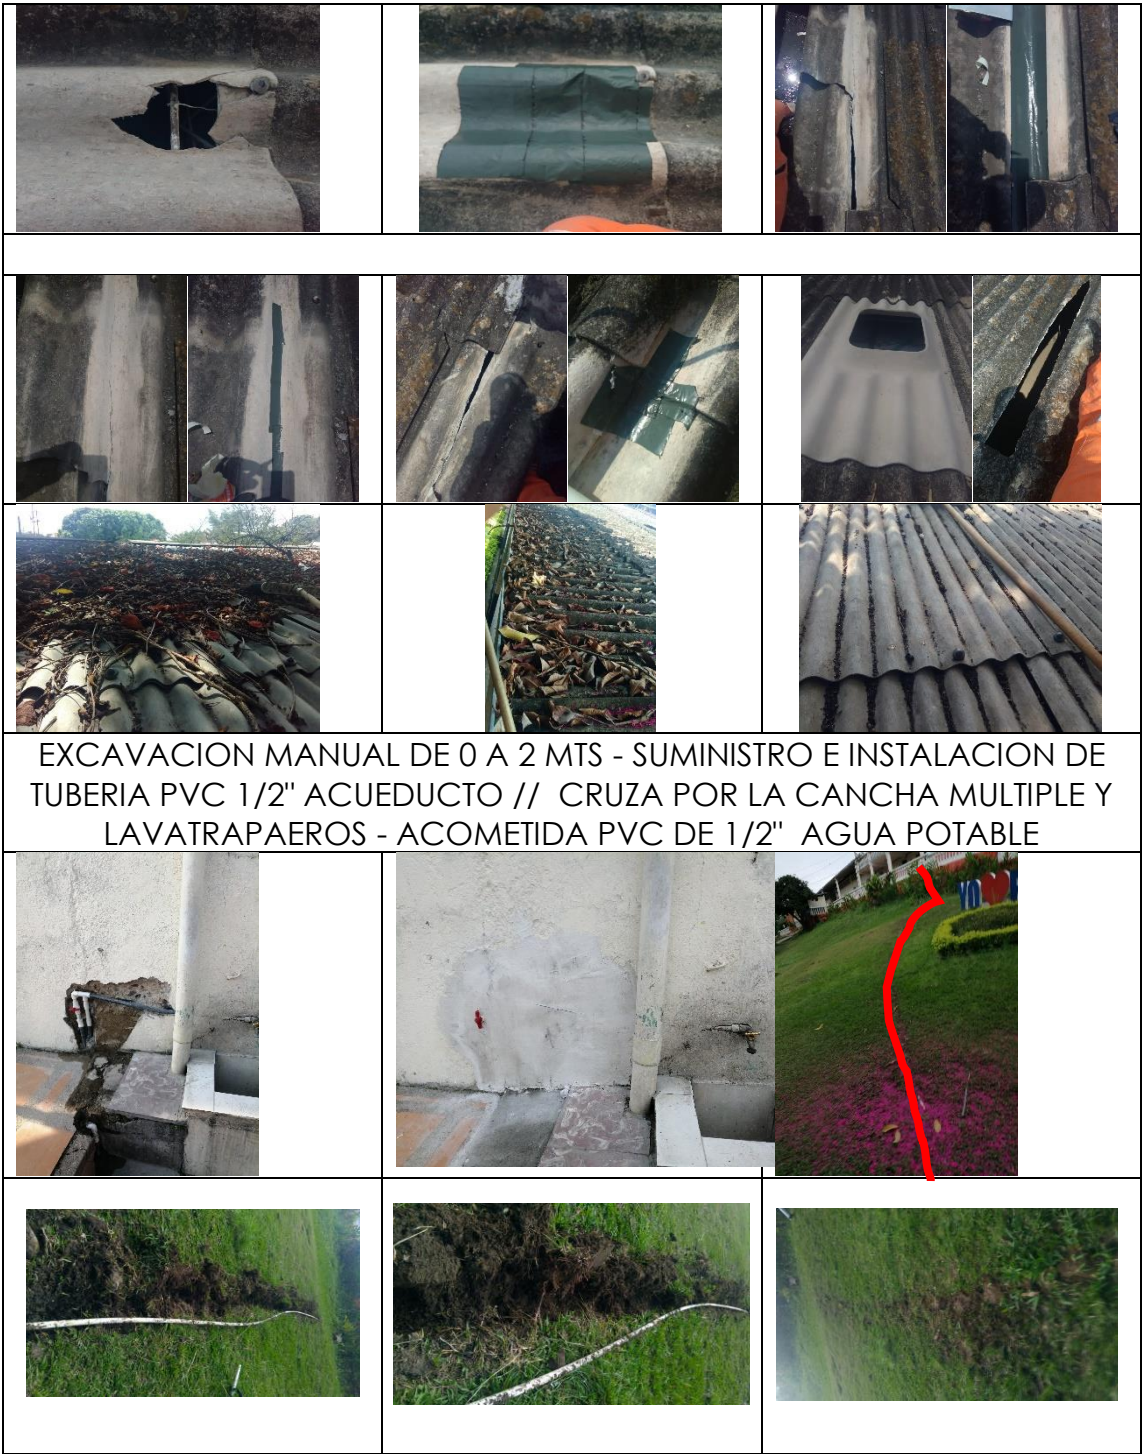 EXCAVACION MANUAL DE 0 A 2 MTS - SUMINISTRO E INSTALACION DE
TUBERIA PVC 1/2" ACUEDUCTO // CRUZA POR LA CANCHA MULTIPLE Y
LAVATRAPAEROS - ACOMETIDA PVC DE 1/2" AGUA POTABLE
YO